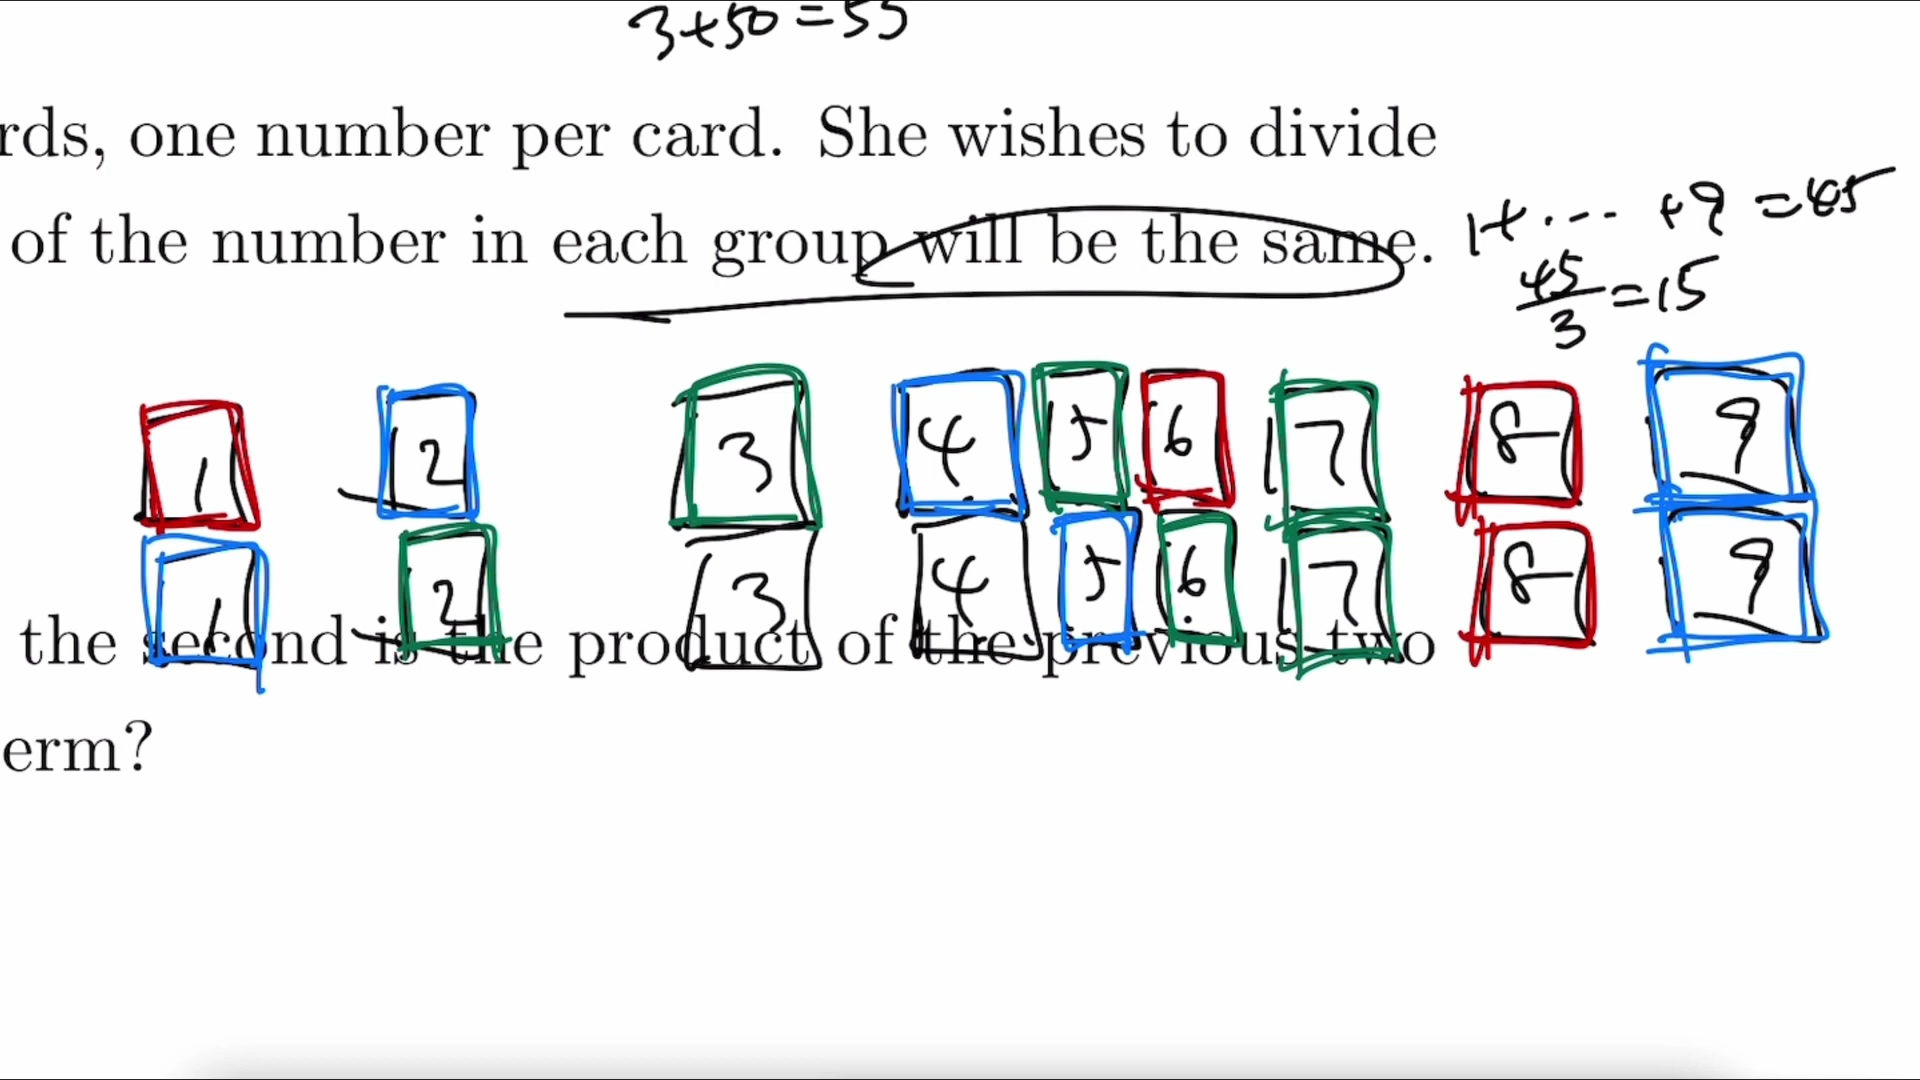 3+50=53
rds, one number per card. She wishes to divide
of the number in each group will be the same.
1+ . --- +9 =45
45/3=15
1 2 3 4 5 6 7 8 9
1 2 3 4 5 6 7 8 9
the second is the product of the previous two
erm?